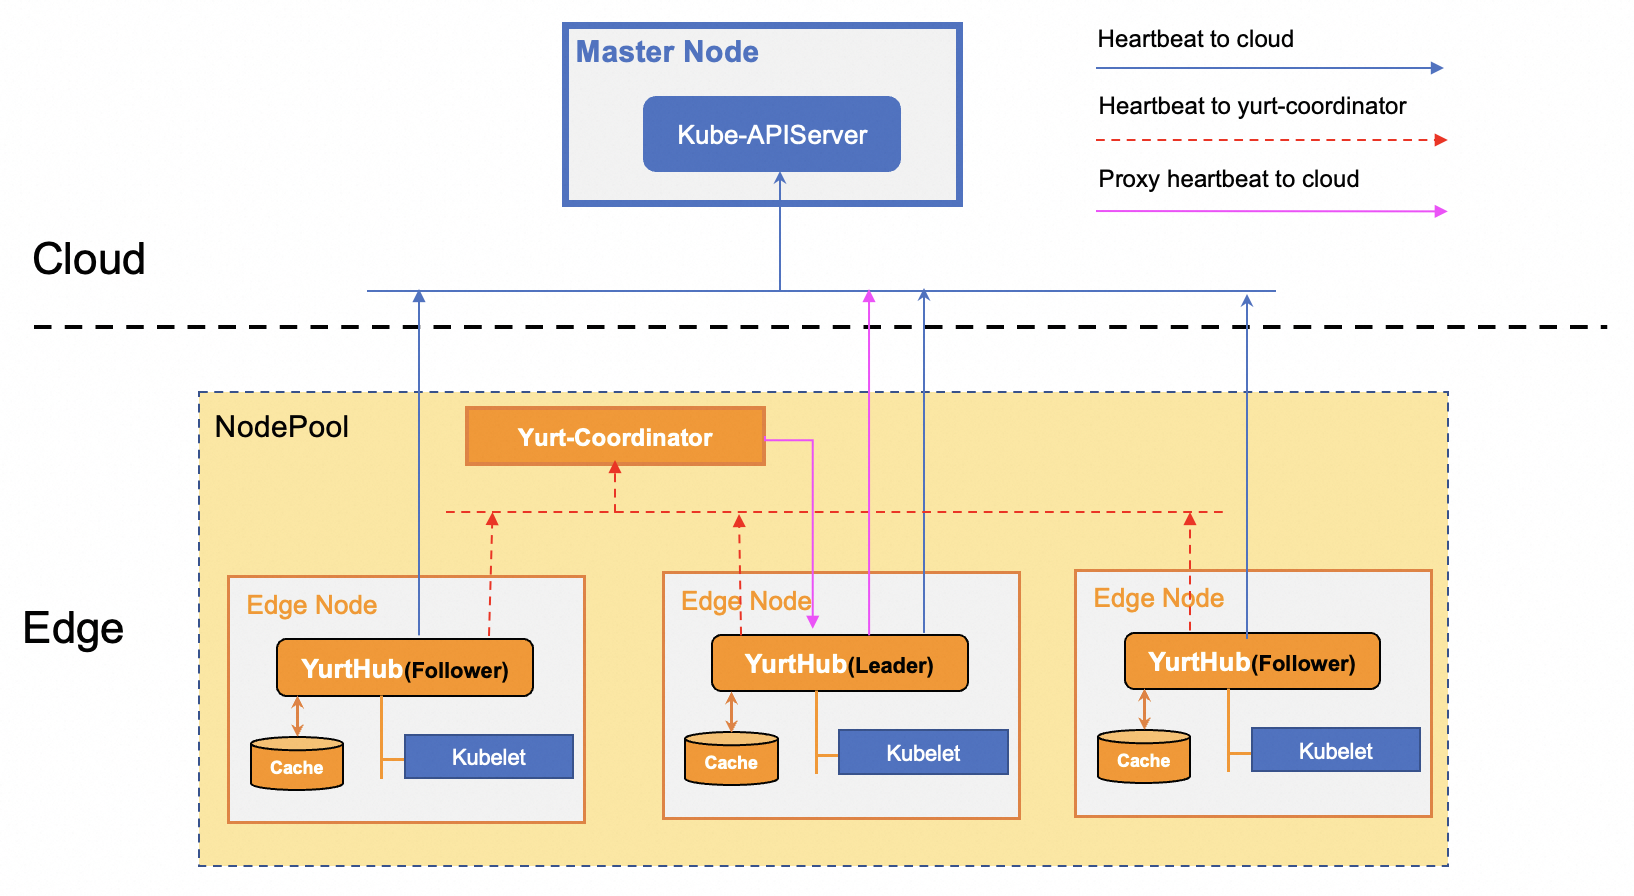 Master Node
Kube-APIServer
Heartbeat to cloud
Heartbeat to yurt-coordinator
Proxy heartbeat to cloud
Cloud
Edge
NodePool
Yurt-Coordinator
Edge Node
YurtHub(Follower)
Cache
Kubelet
Edge Node
YurtHub(Leader)
Cache
Kubelet
Edge Node
YurtHub(Follower)
Cache
Kubelet